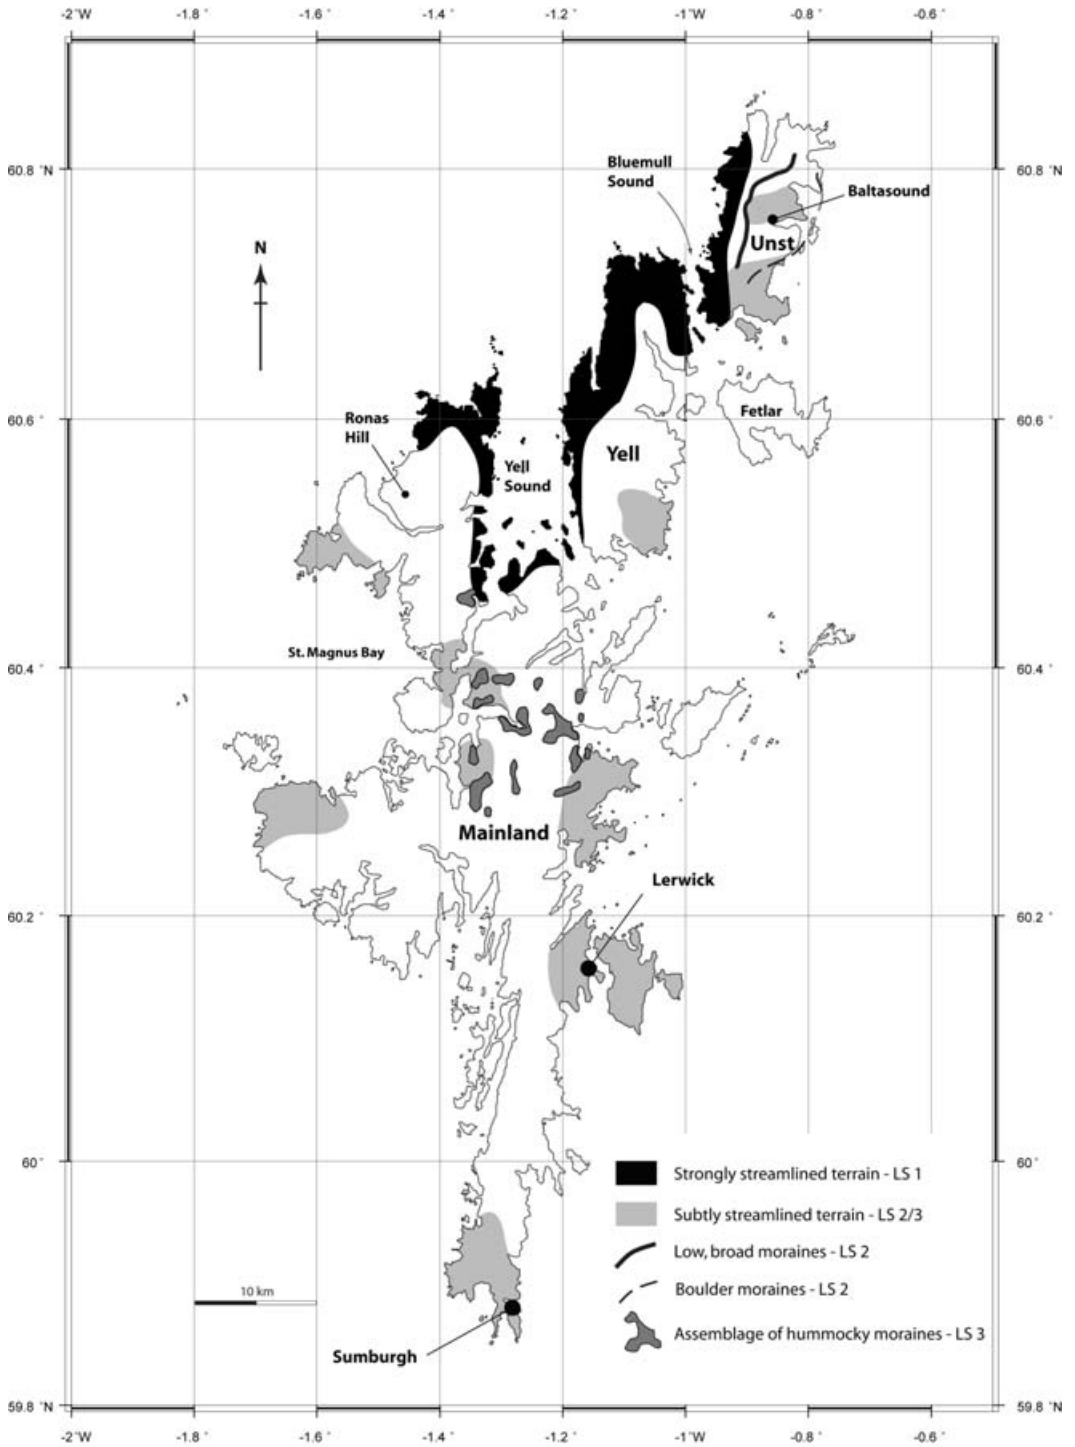 -2°W -1.8° -1.6° -1.4° -1.2° -1°W -0.8° -0.6°
60.8 °N 60.8 °N
Bluemull
Sound
Baltasound
Unst
N
60.6° 60.6°
Ronas
Hill
Fetlar
Yell
Yell
Sound
St. Magnus Bay
60.4° 60.4°
Mainland
Lerwick
60.2° 60.2°
60° 60°
Strongly streamlined terrain - LS 1
Subtly streamlined terrain - LS 2/3
Low, broad moraines - LS 2
Boulder moraines - LS 2
Assemblage of hummocky moraines - LS 3
10 km
Sumburgh
59.8 °N 59.8 °N
-2°W -1.8° -1.6° -1.4° -1.2° -1°W -0.8° -0.6°